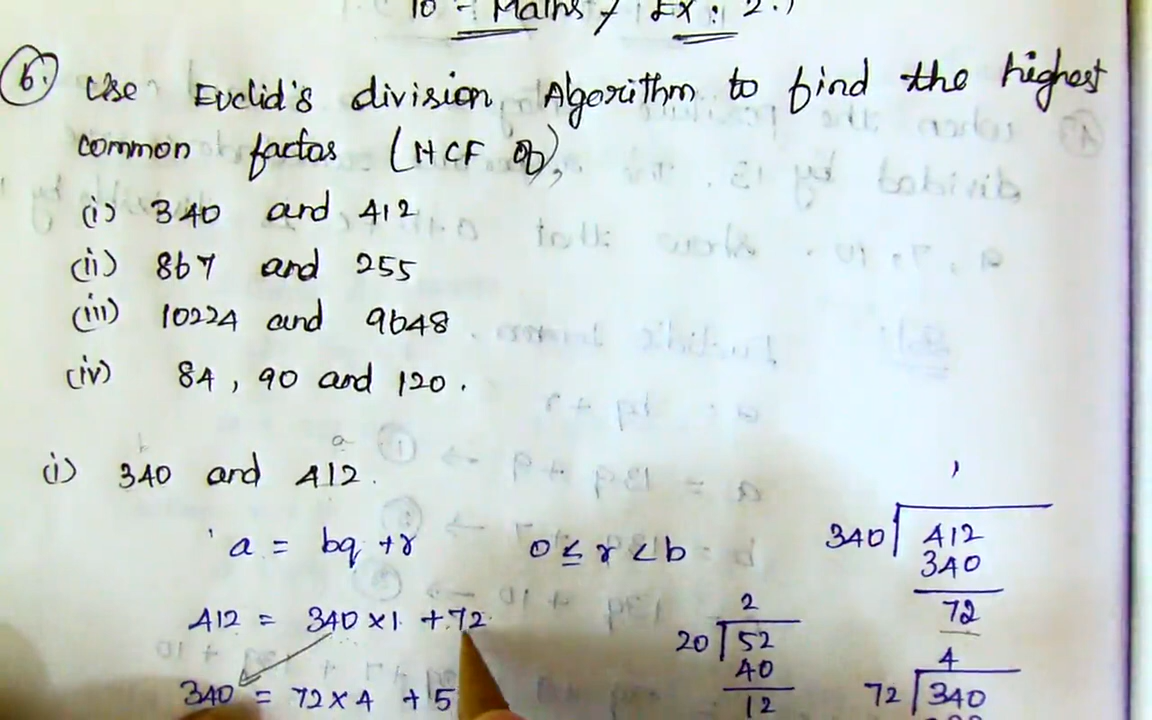 10 - Maths / Ex : 2.1
6. Use Euclid's division Algorithm to find the highest
common factos (HCF of),
(i) 340 and 412
(ii) 867 and 255
(iii) 10224 and 9648
(iv) 84, 90 and 120.
a
(i) 340 and 412.
a = bq + r 0 ≤ r < b
412 = 340 × 1 + 72
340 = 72 × 4 + 5
1
340 412
340
72
2
20 52
40
12
4
72 340